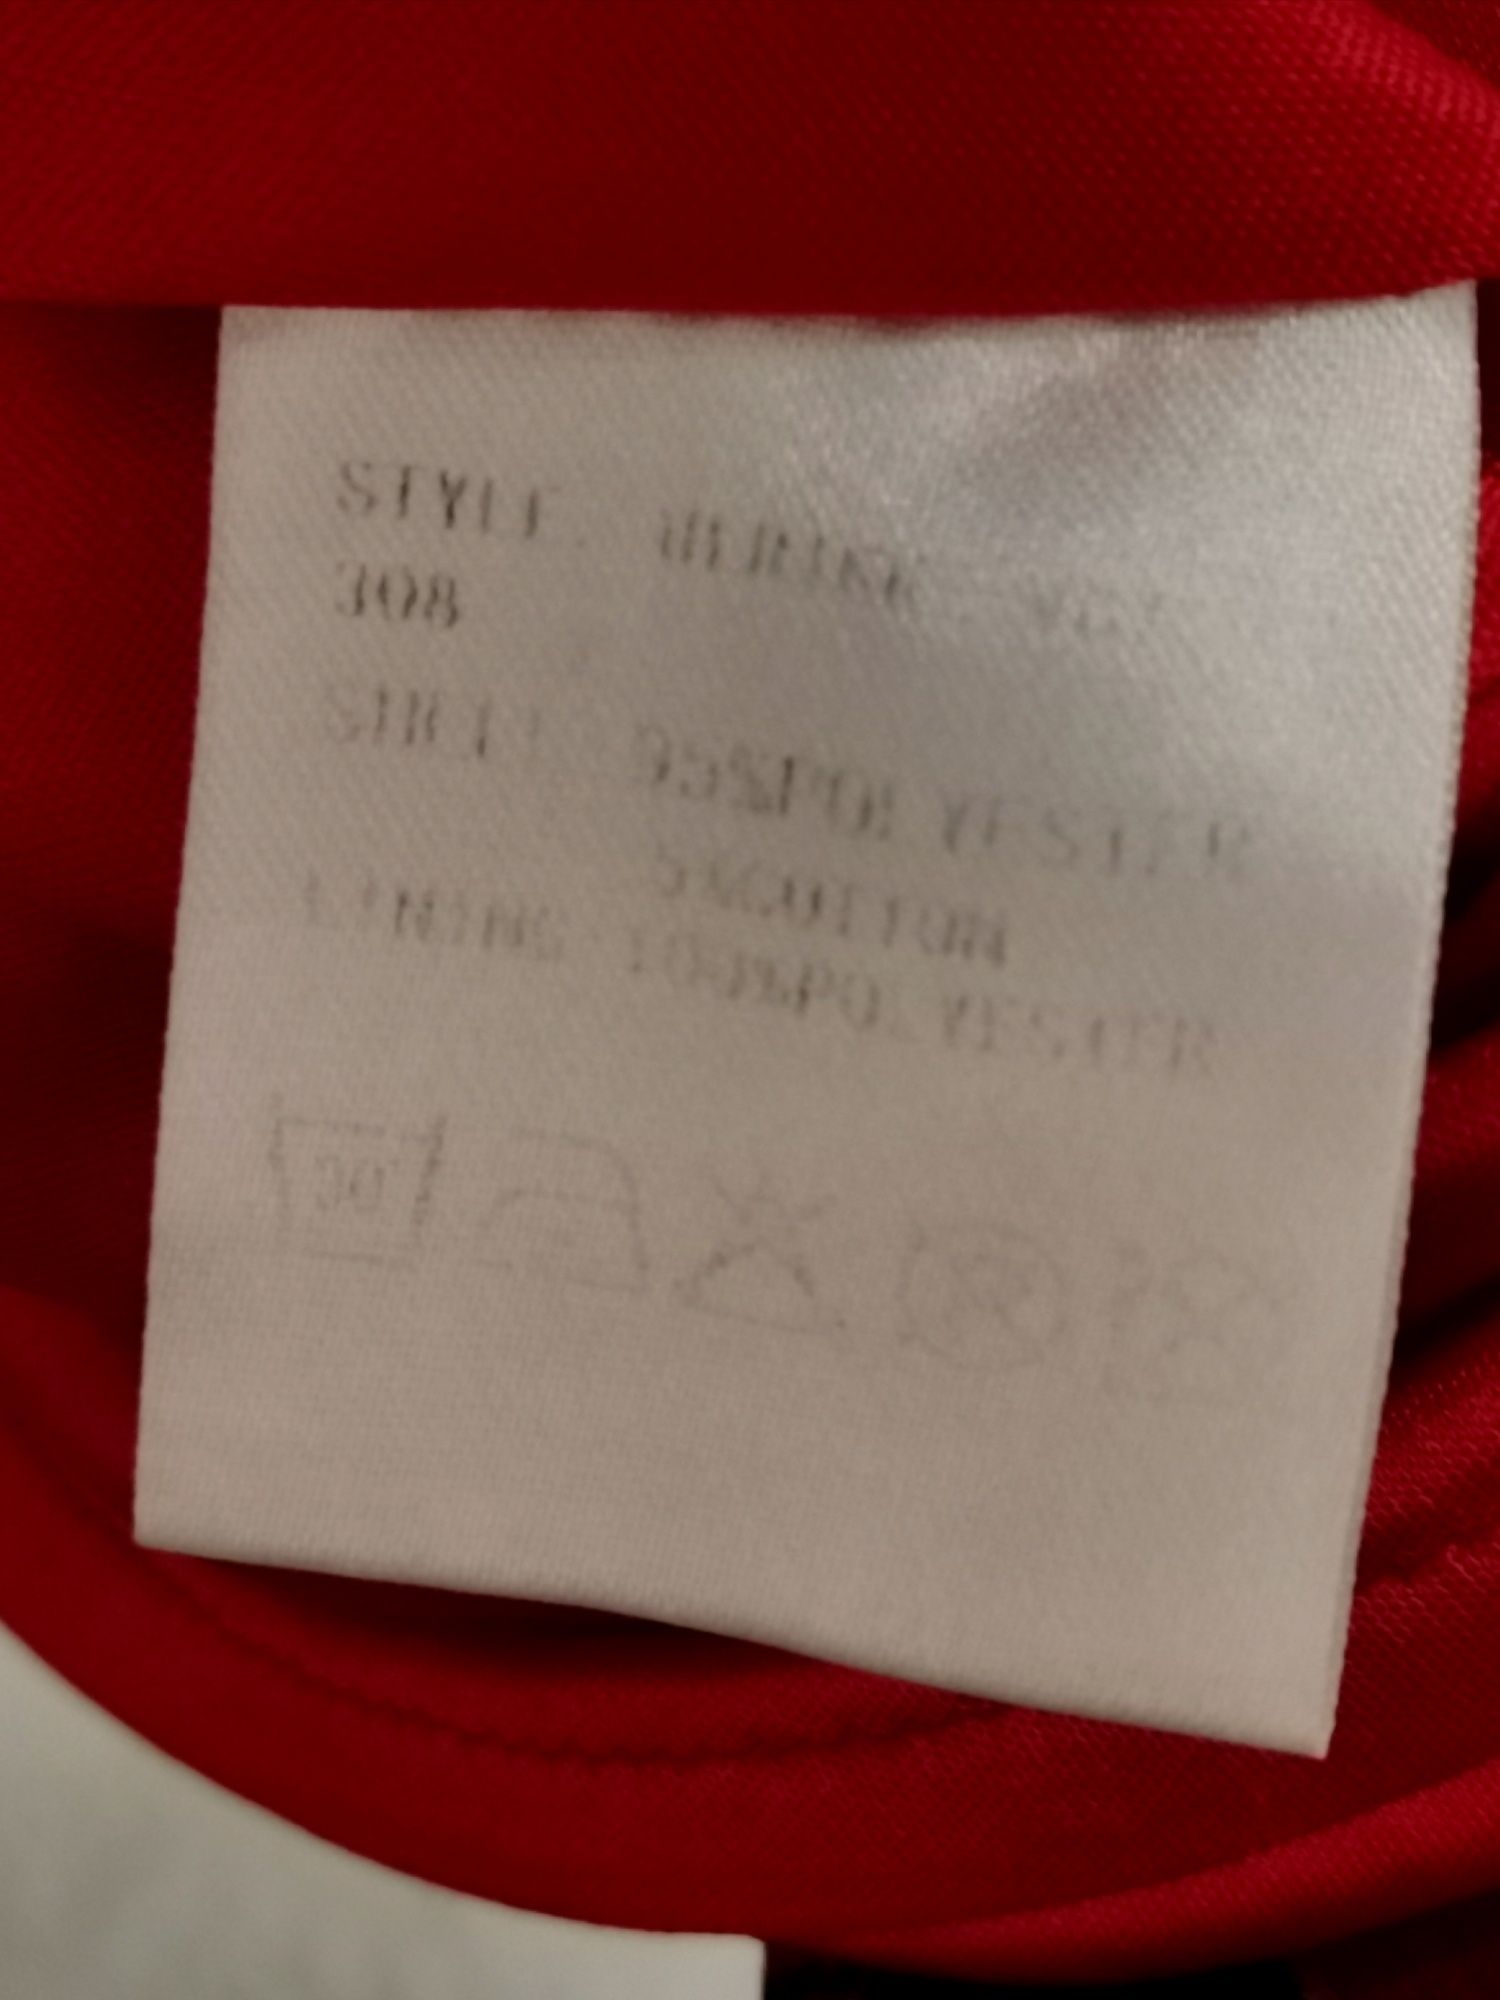 STYLE:
308
SHELL: 95%POLYESTER
5%COTTON
LINING: 100%POLYESTER
30